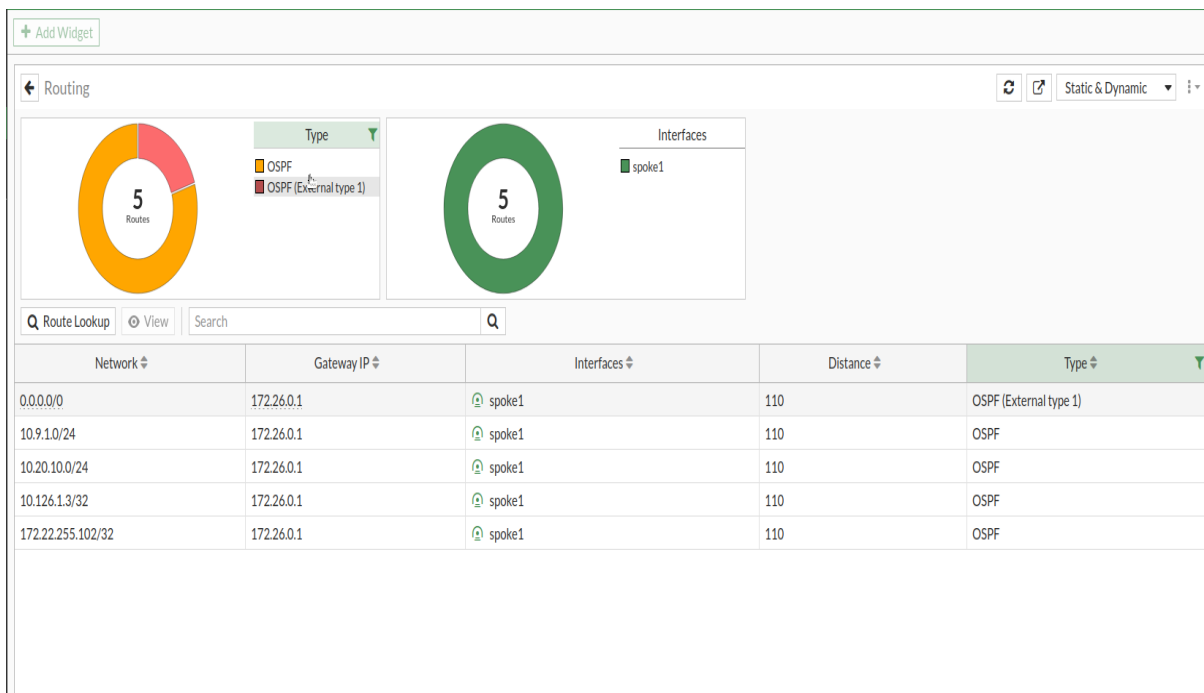 Add Widget
Routing
Static & Dynamic
5
Routes
Type
OSPF
OSPF (External type 1)
5
Routes
Interfaces
spoke1
Route Lookup View Search
Network Gateway IP Interfaces Distance Type
0.0.0.0/0 172.26.0.1 spoke1 110 OSPF (External type 1)
10.9.1.0/24 172.26.0.1 spoke1 110 OSPF
10.20.10.0/24 172.26.0.1 spoke1 110 OSPF
10.126.1.3/32 172.26.0.1 spoke1 110 OSPF
172.22.255.102/32 172.26.0.1 spoke1 110 OSPF